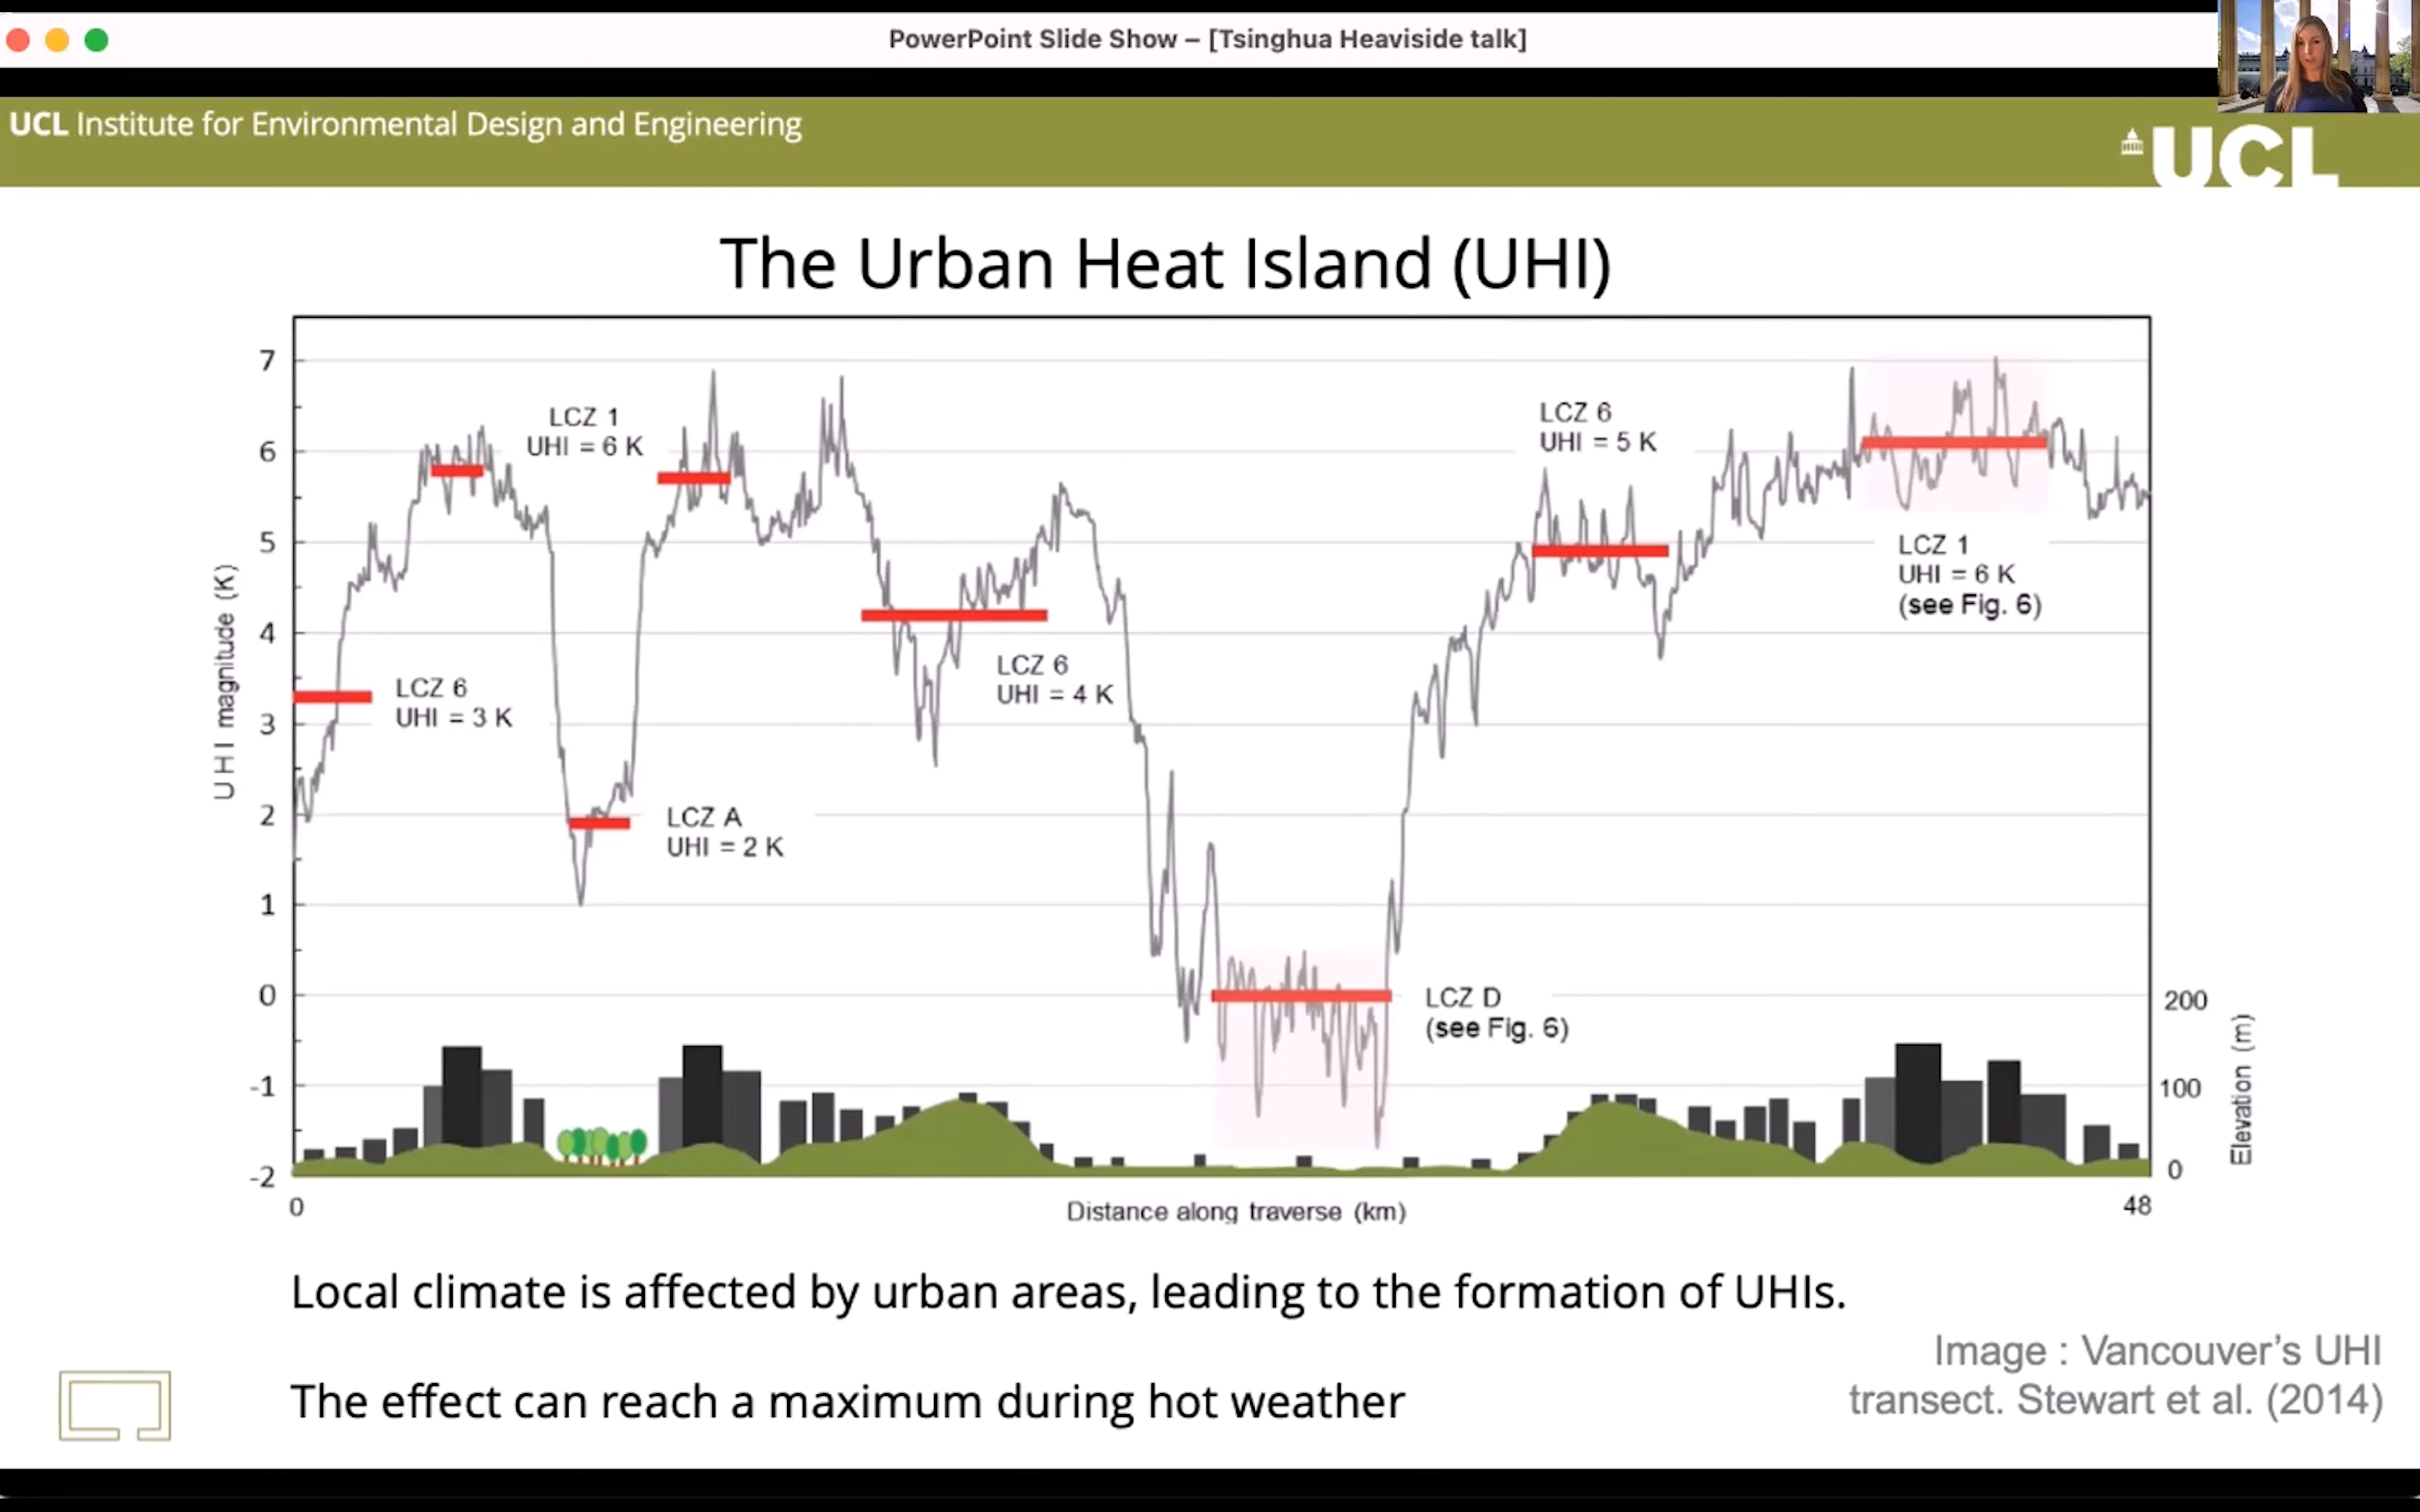 PowerPoint Slide Show – [Tsinghua Heaviside talk]
UCL Institute for Environmental Design and Engineering
UCL
The Urban Heat Island (UHI)
UHI magnitude (K)
7
6
5
4
3
2
1
0
-1
-2
LCZ 6
UHI = 3 K
LCZ 1
UHI = 6 K
LCZ A
UHI = 2 K
LCZ 6
UHI = 4 K
LCZ D
(see Fig. 6)
LCZ 6
UHI = 5 K
LCZ 1
UHI = 6 K
(see Fig. 6)
200
100
0
Elevation (m)
0
Distance along traverse (km)
48
Local climate is affected by urban areas, leading to the formation of UHIs.
The effect can reach a maximum during hot weather
Image : Vancouver’s UHI
transect. Stewart et al. (2014)